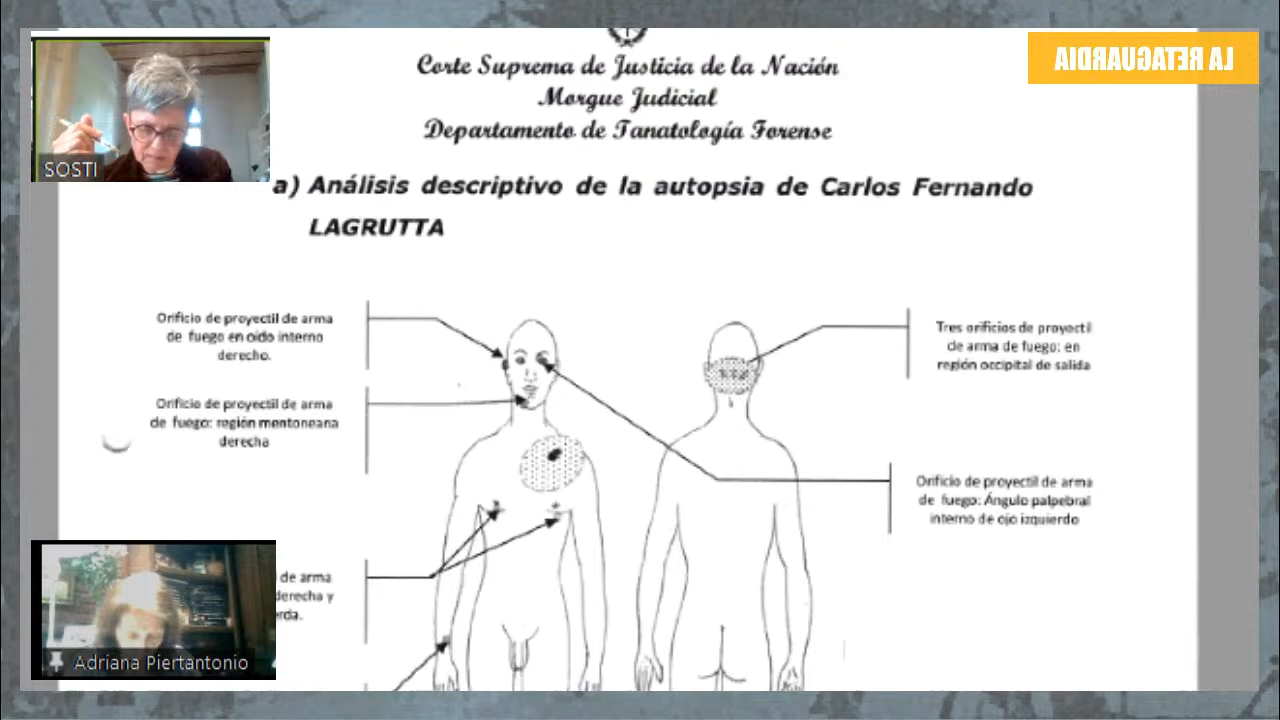 LA RETAGUARDIA
SOSTI
Corte Suprema de Justicia de la Nación
Morgue Judicial
Departamento de Tanatología Forense
a) Análisis descriptivo de la autopsia de Carlos Fernando
LAGRUTTA
Orificio de proyectil de arma
de fuego en oido interno
derecho.
Orificio de proyectil de arma
de fuego: región mentoneana
derecha
de arma
derecha y
rda.
Tres orificios de proyectil
de arma de fuego: en
región occipital de salida
Orificio de proyectil de arma
de fuego: Ángulo palpebral
interno de ojo izquierdo
Adriana Piertantonio